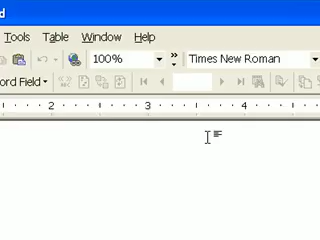 d
Tools Table Window Help
100% » Times New Roman
ord Field
2 3 4